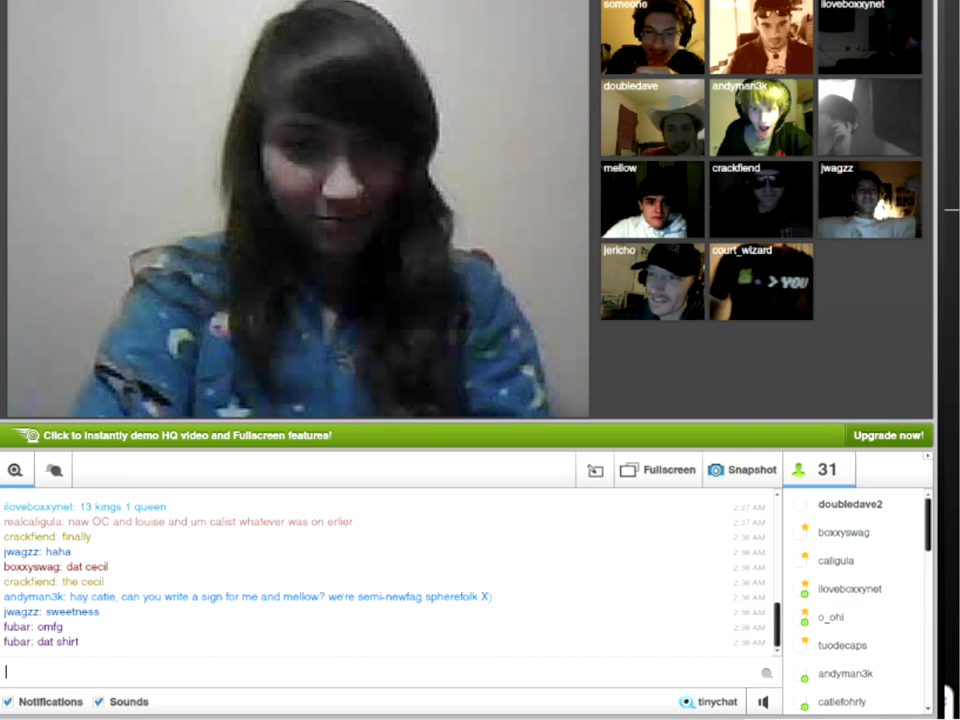 someone
iloveboxxynet
doubledave
andyman3k
mellow
crackfiend
jwagzz
jericho
court_wizard
> YOU
Click to instantly demo HQ video and Fullscreen features!
Upgrade now!
Fullscreen
Snapshot
31
iloveboxxynet: 13 kings 1 queen 2:37 AM
realcaligula: naw OC and louise and um calist whatever was on erlier 2:37 AM
crackfiend: finally 2:38 AM
jwagzz: haha 2:38 AM
boxxyswag: dat cecil 2:38 AM
crackfiend: the cecil 2:38 AM
andyman3k: hay catie, can you write a sign for me and mellow? we're semi-newfag spherefolk X) 2:38 AM
jwagzz: sweetness 2:38 AM
fubar: omfg 2:38 AM
fubar: dat shirt 2:38 AM
doubledave2
boxxyswag
caligula
iloveboxxynet
o_ohi
tuodecaps
andyman3k
catiefohrly
Notifications
Sounds
tinychat